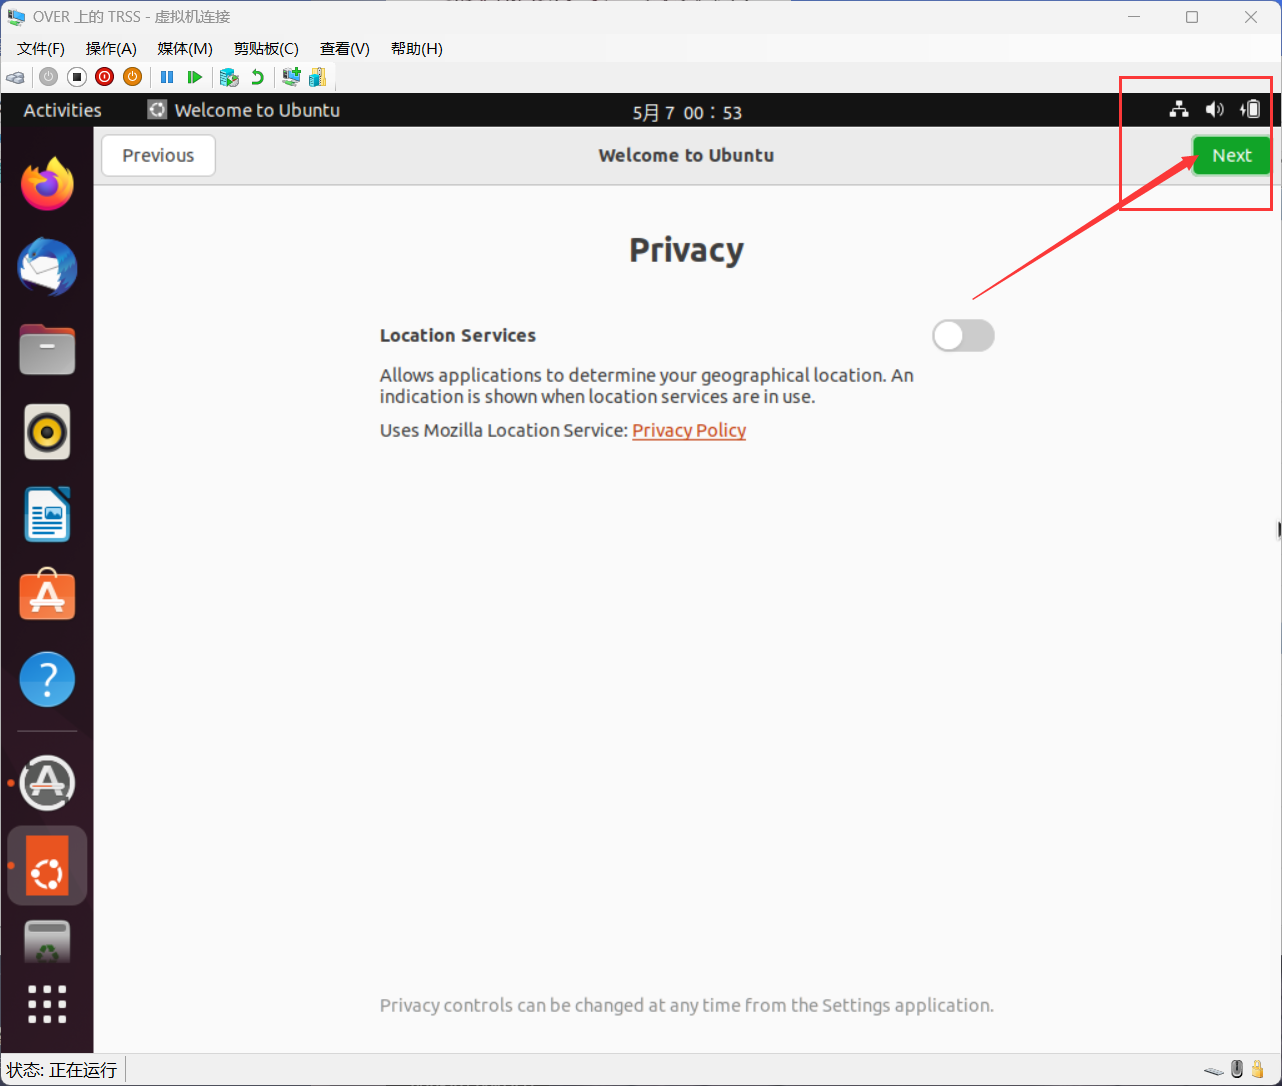 OVER 上的 TRSS - 虚拟机连接
文件(F) 操作(A) 媒体(M) 剪贴板(C) 查看(V) 帮助(H)
Activities Welcome to Ubuntu 5月 7 00：53
Previous Welcome to Ubuntu Next
Privacy
Location Services
Allows applications to determine your geographical location. An
indication is shown when location services are in use.
Uses Mozilla Location Service: Privacy Policy
Privacy controls can be changed at any time from the Settings application.
状态: 正在运行